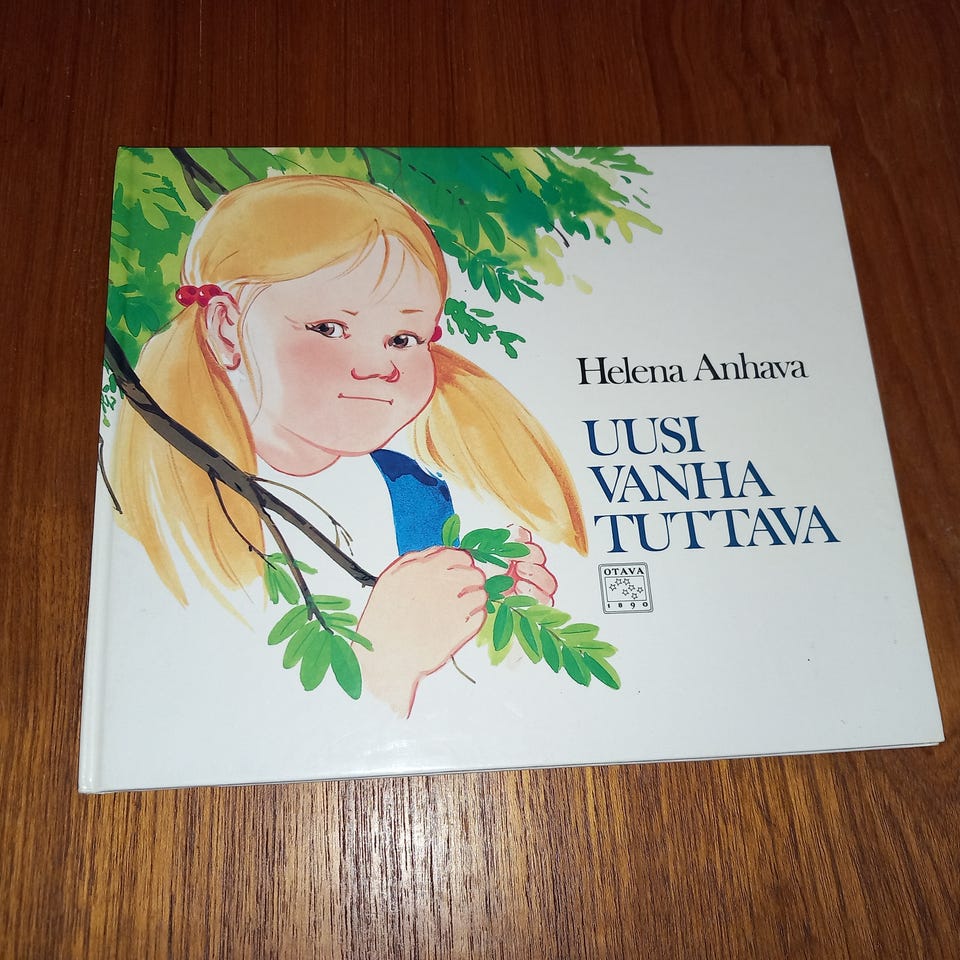 Helena Anhava
UUSI
VANHA
TUTTAVA
OTAVA
1890